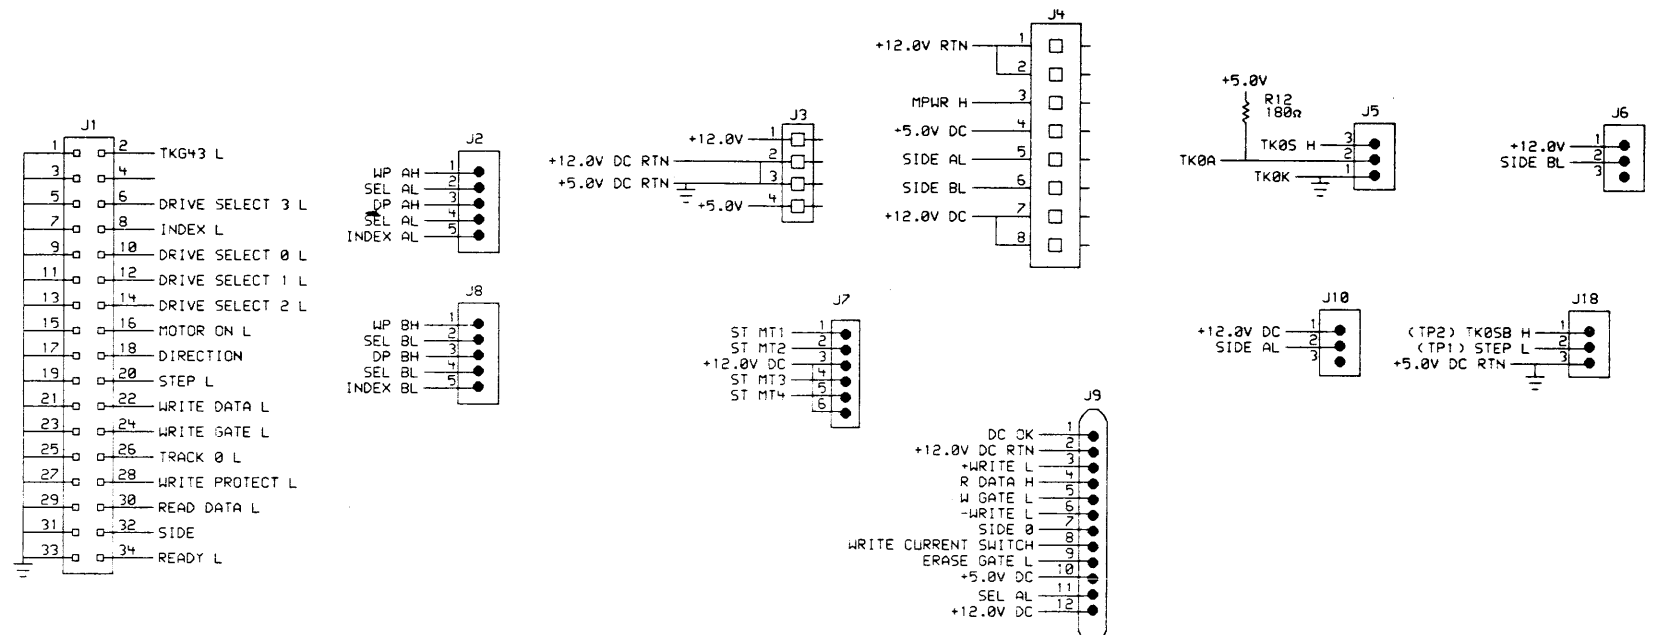 J1
1 2 TKG43 L
3 4
5 6 DRIVE SELECT 3 L
7 8 INDEX L
9 10 DRIVE SELECT 0 L
11 12 DRIVE SELECT 1 L
13 14 DRIVE SELECT 2 L
15 16 MOTOR ON L
17 18 DIRECTION
19 20 STEP L
21 22 WRITE DATA L
23 24 WRITE GATE L
25 26 TRACK 0 L
27 28 WRITE PROTECT L
29 30 READ DATA L
31 32 SIDE
33 34 READY L
J2
WP AH 1
SEL AL 2
DP AH 3
SEL AL 4
INDEX AL 5
J8
WP BH 1
SEL BL 2
DP BH 3
SEL BL 4
INDEX BL 5
J3
+12.0V 1
+12.0V DC RTN 2
+5.0V DC RTN 3
+5.0V 4
J4
+12.0V RTN 1
2
MPWR H 3
+5.0V DC 4
SIDE AL 5
SIDE BL 6
+12.0V DC 7
8
J7
ST MT1 1
ST MT2 2
+12.0V DC 3
ST MT3 4
ST MT4 5
6
J9
DC OK 1
+12.0V DC RTN 2
+WRITE L 3
R DATA H 4
W GATE L 5
-WRITE L 6
SIDE 0 7
WRITE CURRENT SWITCH 8
ERASE GATE L 9
+5.0V DC 10
SEL AL 11
+12.0V DC 12
+5.0V
R12
180Ω
J5
TK0S H 3
TK0A 2
TK0K 1
J6
+12.0V 1
SIDE BL 2
3
J10
+12.0V DC 1
SIDE AL 2
3
J18
(TP2) TK0SB H 1
(TP1) STEP L 2
+5.0V DC RTN 3